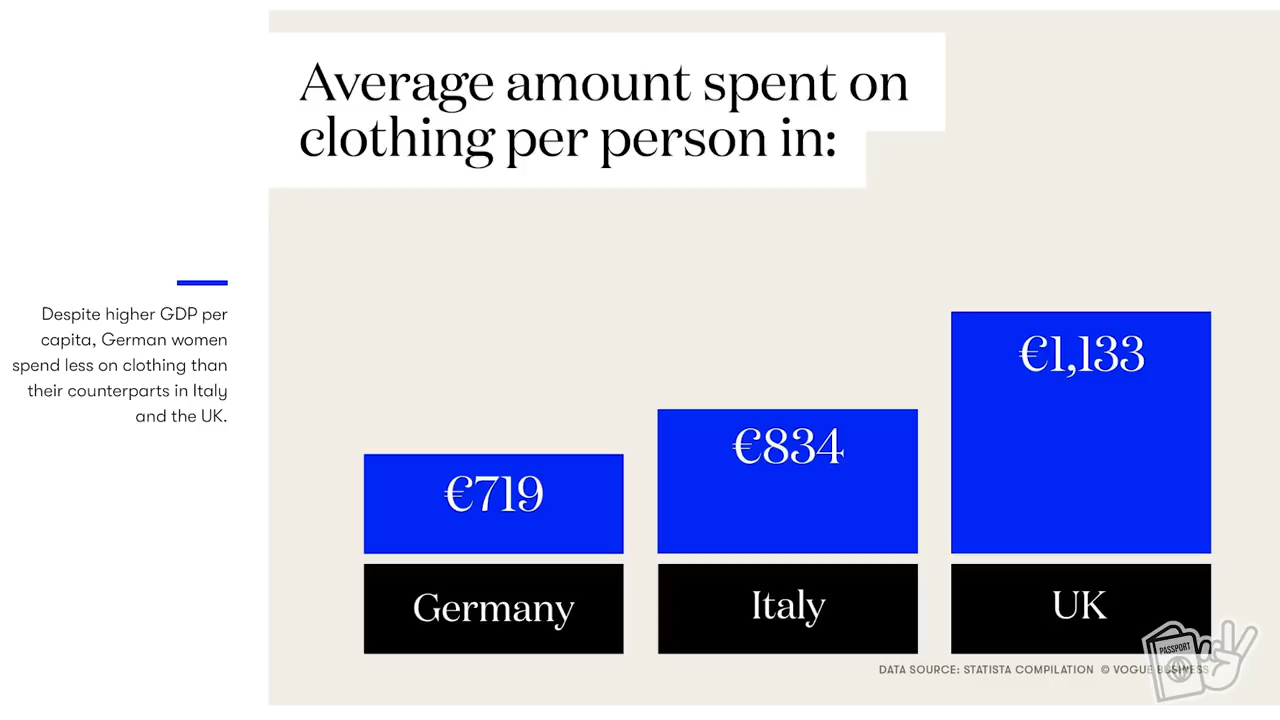 Average amount spent on
clothing per person in:
Despite higher GDP per
capita, German women
spend less on clothing than
their counterparts in Italy
and the UK.
€719
€834
€1,133
Germany
Italy
UK
DATA SOURCE: STATISTA COMPILATION © VOGUE BUSINESS
PASSPORT